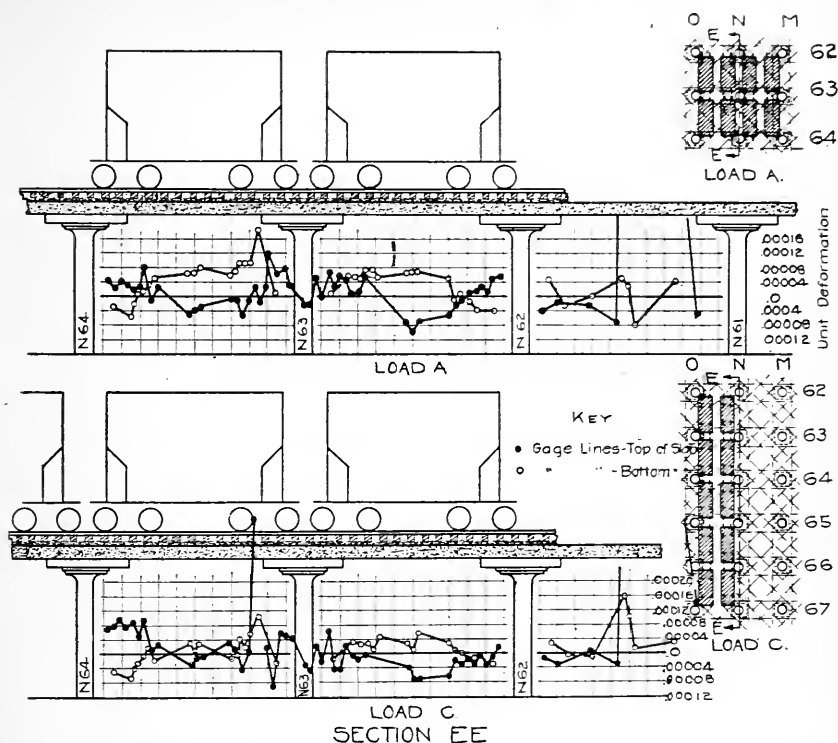 O N M
E
62
63
64
E
LOAD A.
.00016
.00012
.00008
.00004
.0
.0004
.00008
.00012
Unit Deformation
N64
N63
N62
N61
LOAD A
O N M
E
62
63
64
65
66
67
E
LOAD C.
KEY
Gage Lines-Top of Slab
" " -Bottom "
.00020
.00016
.00012
.00008
.00004
.0
.00004
.00008
.00012
N64
N63
N62
LOAD C
SECTION EE